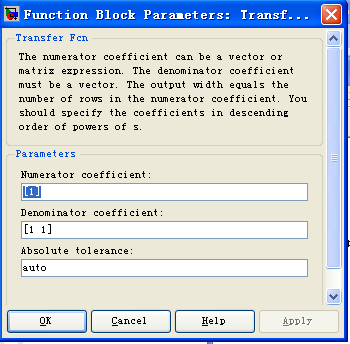 Function Block Parameters: Transf...
Transfer Fcn
The numerator coefficient can be a vector or
matrix expression. The denominator coefficient
must be a vector. The output width equals the
number of rows in the numerator coefficient. You
should specify the coefficients in descending
order of powers of s.
Parameters
Numerator coefficient:
[1]
Denominator coefficient:
[1 1]
Absolute tolerance:
auto
OK Cancel Help Apply